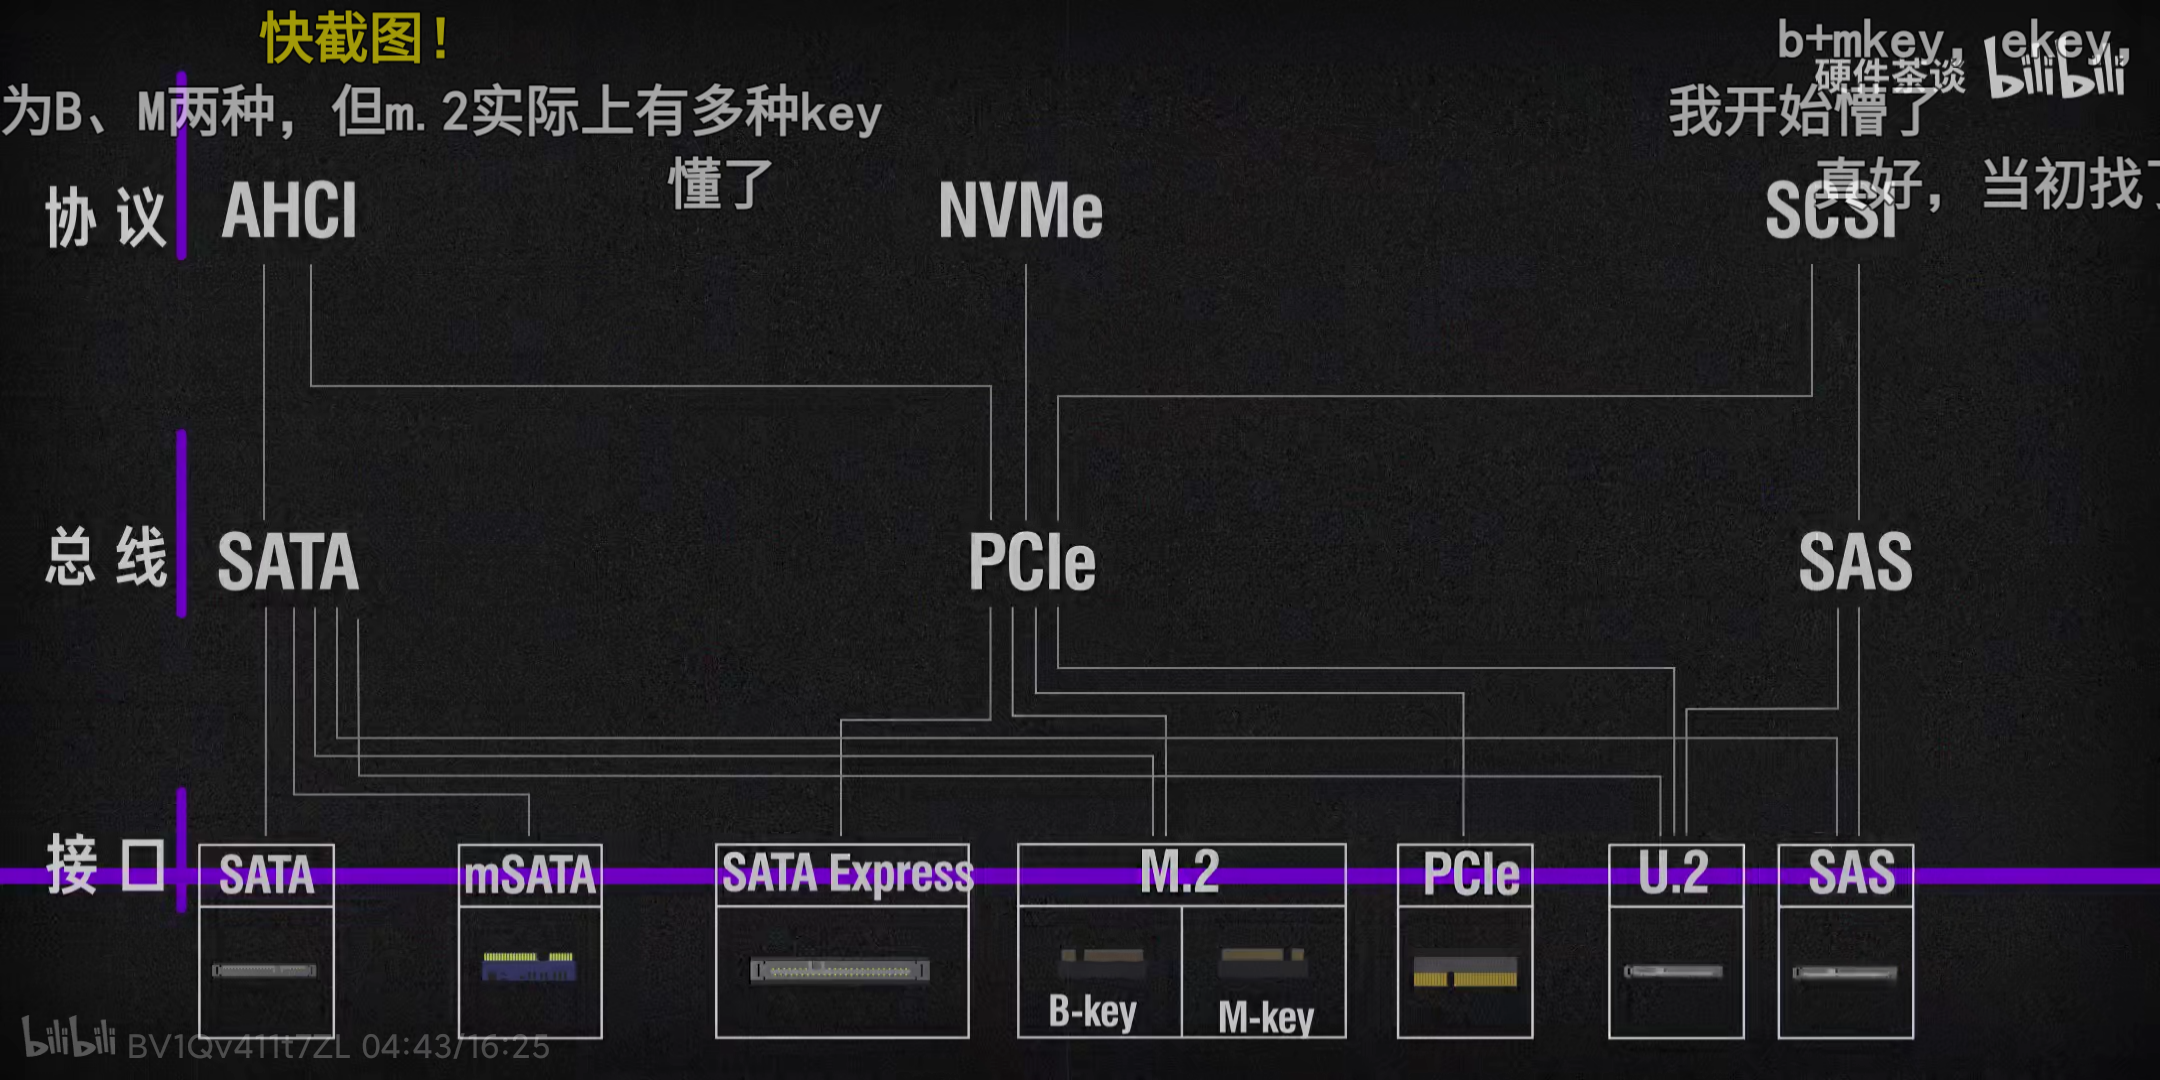 快截图!
b+mkey, ekey,
硬件茶谈 bilibili
为B、M两种, 但m.2实际上有多种key
我开始懵了
懂了
真好, 当初找了
协议 AHCI NVMe SCSI
总线 SATA PCIe SAS
接口 SATA mSATA SATA Express M.2 PCIe U.2 SAS
B-key M-key
bilibili BV1Qv411t7ZL 04:43/16:25